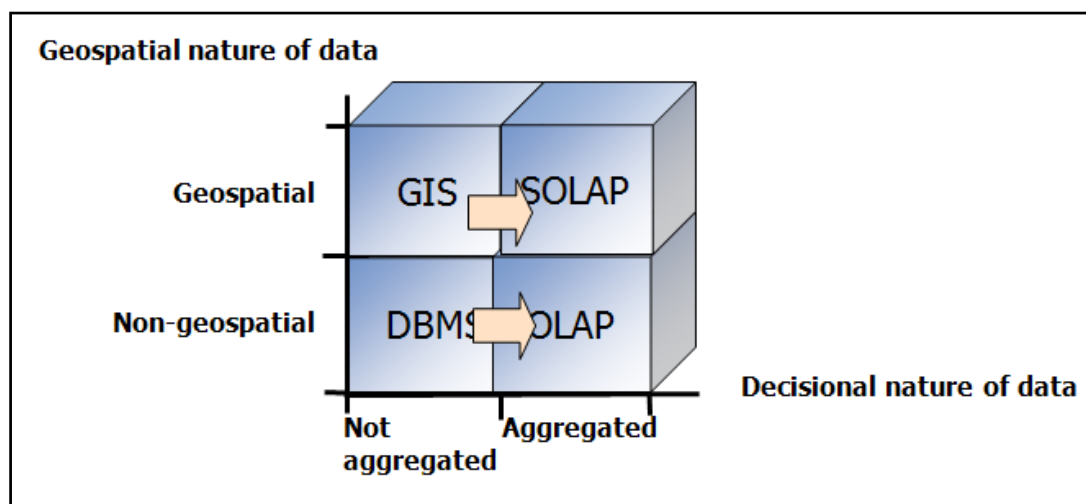 Geospatial nature of data
Geospatial
GIS
SOLAP
Non-geospatial
DBMS
OLAP
Decisional nature of data
Not
aggregated
Aggregated